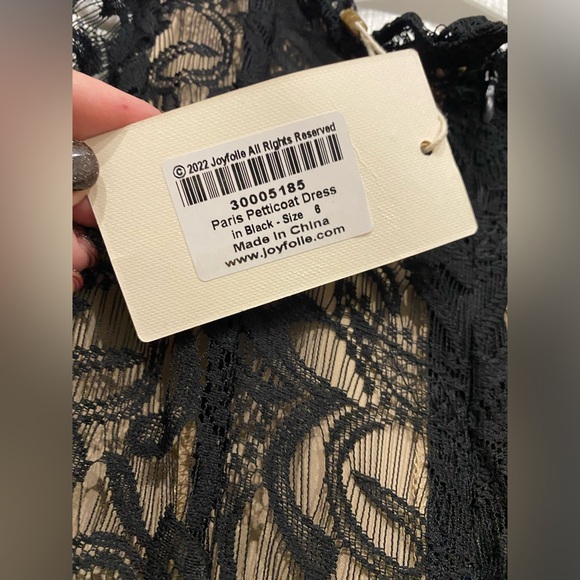 © 2022 Joyfolie All Rights Reserved
30005185
Paris Petticoat Dress
in Black - Size 6
Made In China
www.joyfolie.com